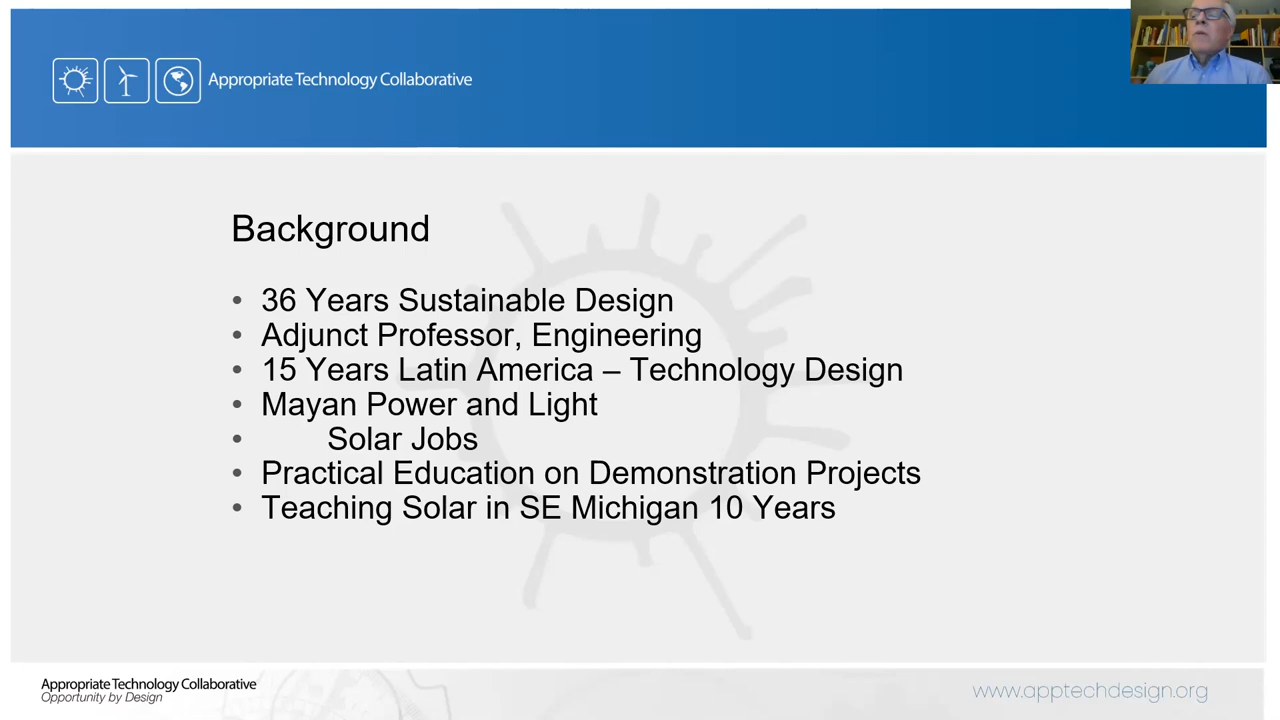 Appropriate Technology Collaborative
Background
• 36 Years Sustainable Design
• Adjunct Professor, Engineering
• 15 Years Latin America – Technology Design
• Mayan Power and Light
• Solar Jobs
• Practical Education on Demonstration Projects
• Teaching Solar in SE Michigan 10 Years
Appropriate Technology Collaborative
Opportunity by Design
www.apptechdesign.org